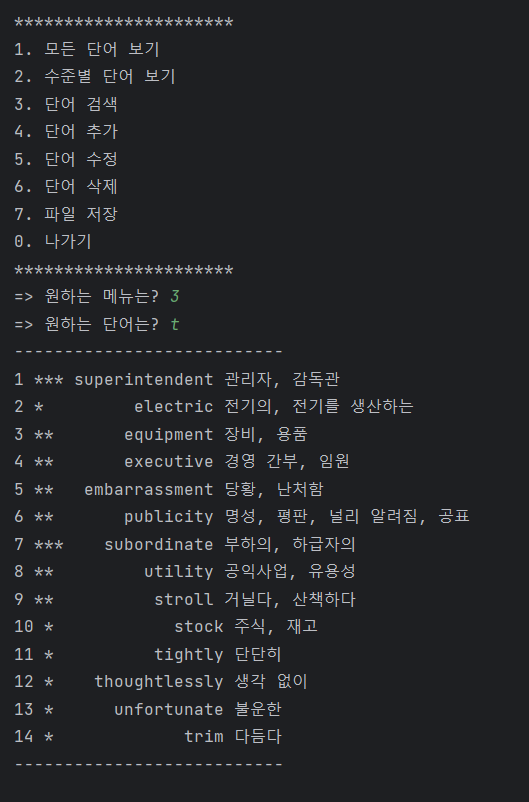 **********************
1. 모든 단어 보기
2. 수준별 단어 보기
3. 단어 검색
4. 단어 추가
5. 단어 수정
6. 단어 삭제
7. 파일 저장
0. 나가기
**********************
=> 원하는 메뉴는? 3
=> 원하는 단어는? t
---------------------------
1 *** superintendent 관리자, 감독관
2 *         electric 전기의, 전기를 생산하는
3 **       equipment 장비, 용품
4 **       executive 경영 간부, 임원
5 **   embarrassment 당황, 난처함
6 **       publicity 명성, 평판, 널리 알려짐, 공표
7 ***    subordinate 부하의, 하급자의
8 **         utility 공익사업, 유용성
9 **          stroll 거닐다, 산책하다
10 *            stock 주식, 재고
11 *          tightly 단단히
12 *    thoughtlessly 생각 없이
13 *      unfortunate 불운한
14 *             trim 다듬다
---------------------------